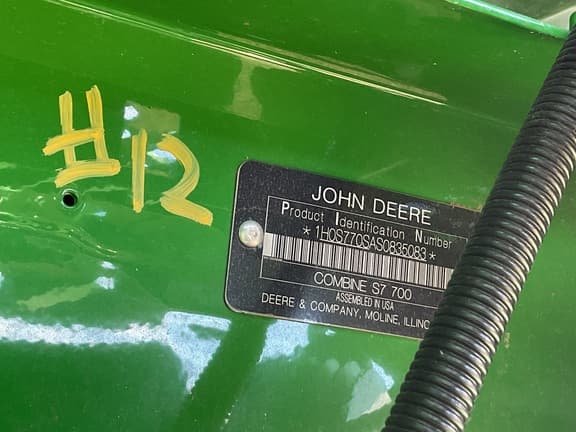 #12
JOHN DEERE
Product Identification Number
*1H0S770SAS0835083*
COMBINE S7 700
ASSEMBLED IN USA
DEERE & COMPANY, MOLINE, ILLINO